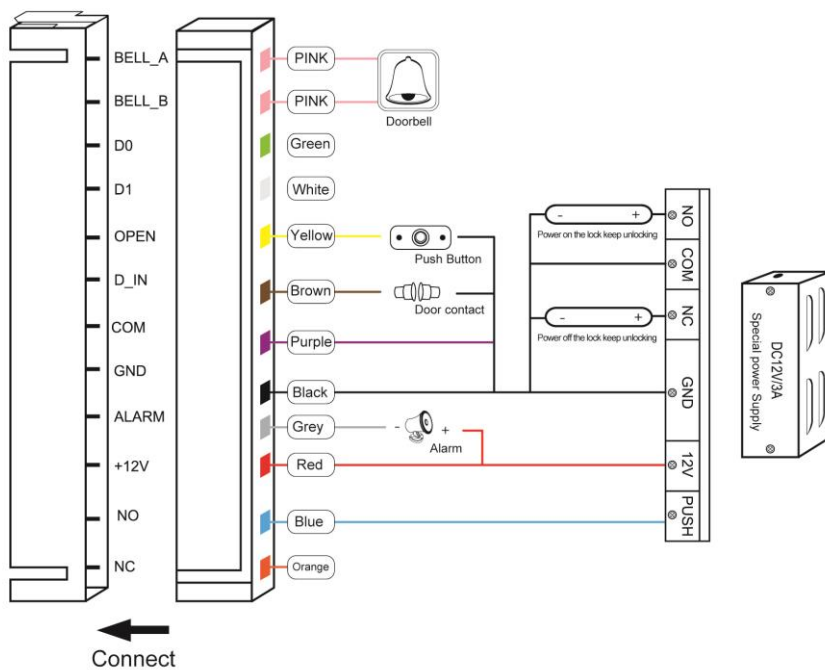 BELL_A
BELL_B
D0
D1
OPEN
D_IN
COM
GND
ALARM
+12V
NO
NC
PINK
PINK
Green
White
Yellow
Brown
Purple
Black
Grey
Red
Blue
Orange
Doorbell
Push Button
Door contact
- +
Alarm
- +
Power on the lock keep unlocking
- +
Power off the lock keep unlocking
NO
COM
NC
GND
12V
PUSH
DC12V/3A
Special power Supply
Connect